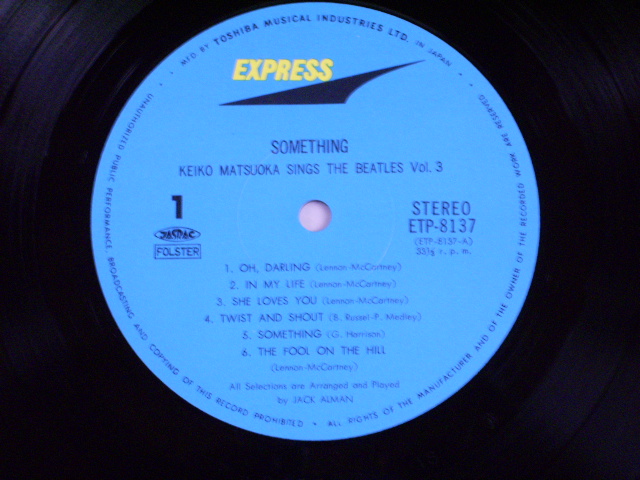 • MFD BY TOSHIBA MUSICAL INDUSTRIES LTD. IN JAPAN •
EXPRESS
SOMETHING
KEIKO MATSUOKA SINGS THE BEATLES Vol. 3
1
JASRAC
FOLSTER
STEREO
ETP-8137
(ETP-8137-A)
33⅓ r. p. m.
1. OH, DARLING (Lennon-McCartney)
2. IN MY LIFE (Lennon-McCartney)
3. SHE LOVES YOU (Lennon-McCartney)
4. TWIST AND SHOUT (B. Russel-P. Medley)
5. SOMETHING (G. Harrison)
6. THE FOOL ON THE HILL
(Lennon-McCartney)
All Selections are Arranged and Played
by JACK ALMAN
UNAUTHORIZED PUBLIC PERFORMANCE BROADCASTING AND COPYING OF THIS RECORD PROHIBITED • ALL RIGHTS OF THE MANUFACTURER AND OF THE OWNER OF THE RECORDED WORK ARE RESERVED